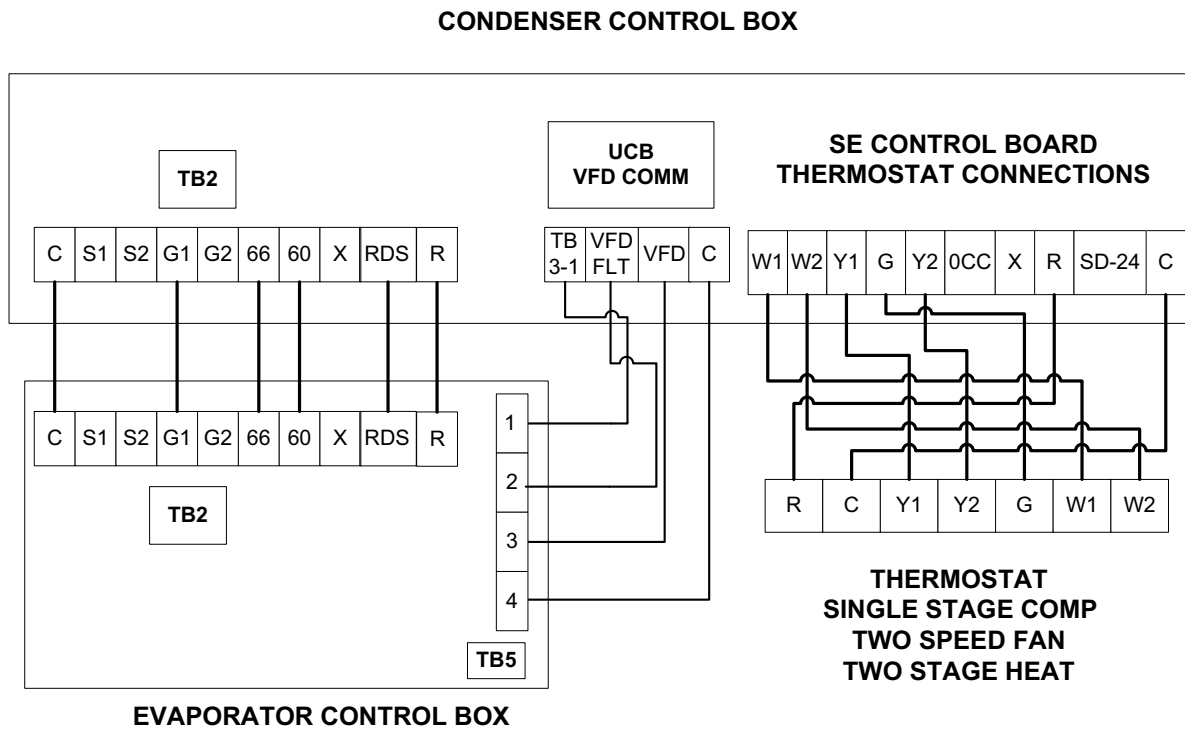 CONDENSER CONTROL BOX
TB2
UCB
VFD COMM
SE CONTROL BOARD
THERMOSTAT CONNECTIONS
C S1 S2 G1 G2 66 60 X RDS R
TB 3-1 VFD FLT VFD C
W1 W2 Y1 G Y2 0CC X R SD-24 C
C S1 S2 G1 G2 66 60 X RDS R
TB2
1
2
3
4
TB5
R C Y1 Y2 G W1 W2
THERMOSTAT
SINGLE STAGE COMP
TWO SPEED FAN
TWO STAGE HEAT
EVAPORATOR CONTROL BOX